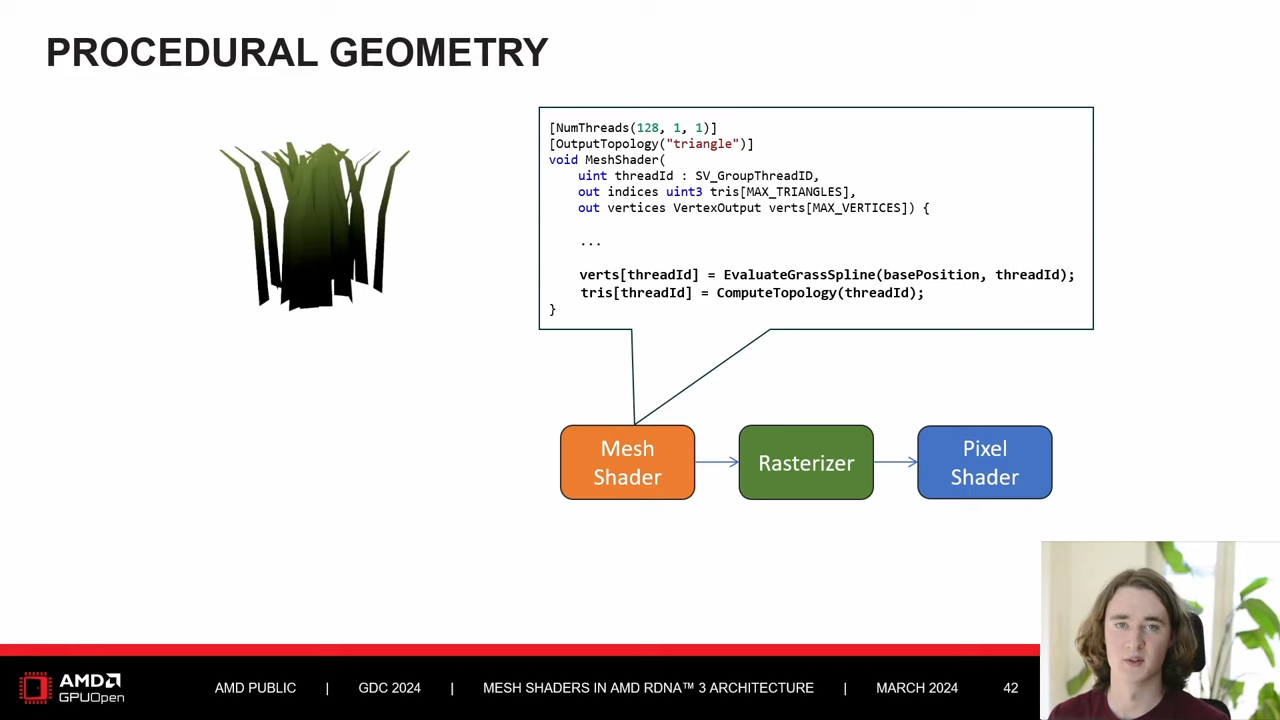 PROCEDURAL GEOMETRY
[NumThreads(128, 1, 1)]
[OutputTopology("triangle")]
void MeshShader(
    uint threadId : SV_GroupThreadID,
    out indices uint3 tris[MAX_TRIANGLES],
    out vertices VertexOutput verts[MAX_VERTICES]) {
    ...
    verts[threadId] = EvaluateGrassSpline(basePosition, threadId);
    tris[threadId] = ComputeTopology(threadId);
}
Mesh
Shader
Rasterizer
Pixel
Shader
AMD
GPUOpen
AMD PUBLIC | GDC 2024 | MESH SHADERS IN AMD RDNA™ 3 ARCHITECTURE | MARCH 2024 42